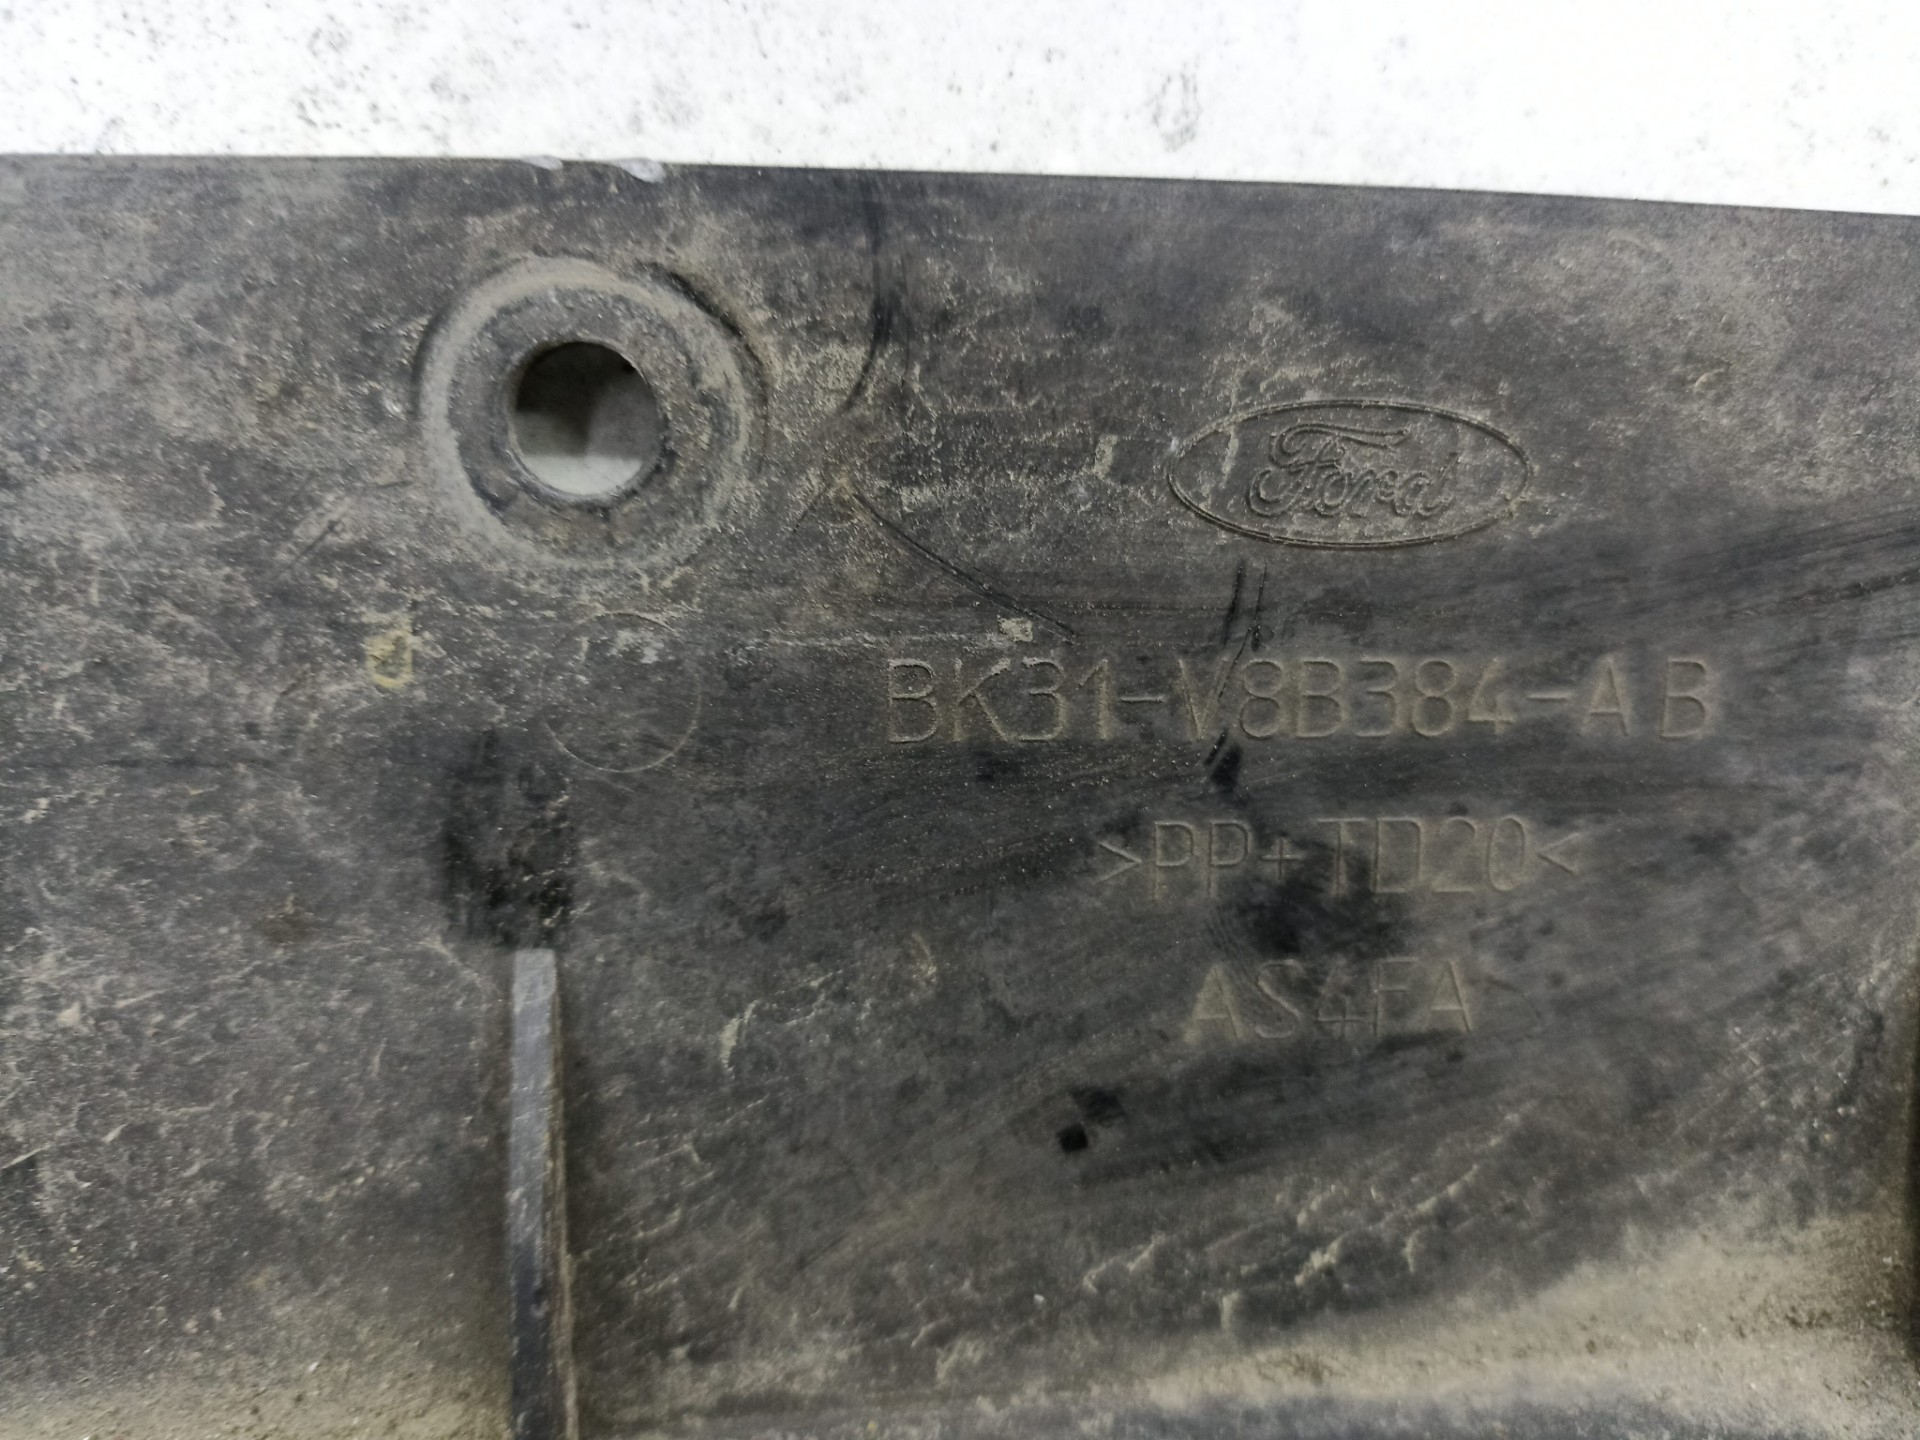 Ford
BK31-V8B384-AB
>PP+TD20<
AS4FA